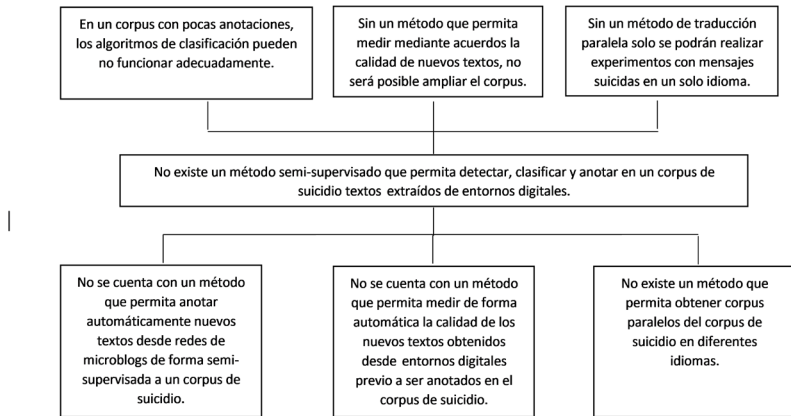 En un corpus con pocas anotaciones,
los algoritmos de clasificación pueden
no funcionar adecuadamente.
Sin un método que permita
medir mediante acuerdos la
calidad de nuevos textos, no
será posible ampliar el corpus.
Sin un método de traducción
paralela solo se podrán realizar
experimentos con mensajes
suicidas en un solo idioma.
No existe un método semi-supervisado que permita detectar, clasificar y anotar en un corpus de
suicidio textos extraídos de entornos digitales.
No se cuenta con un método
que permita anotar
automáticamente nuevos
textos desde redes de
microblogs de forma semi-
supervisada a un corpus de
suicidio.
No se cuenta con un método
que permita medir de forma
automática la calidad de los
nuevos textos obtenidos
desde entornos digitales
previo a ser anotados en el
corpus de suicidio.
No existe un método que
permita obtener corpus
paralelos del corpus de
suicidio en diferentes
idiomas.